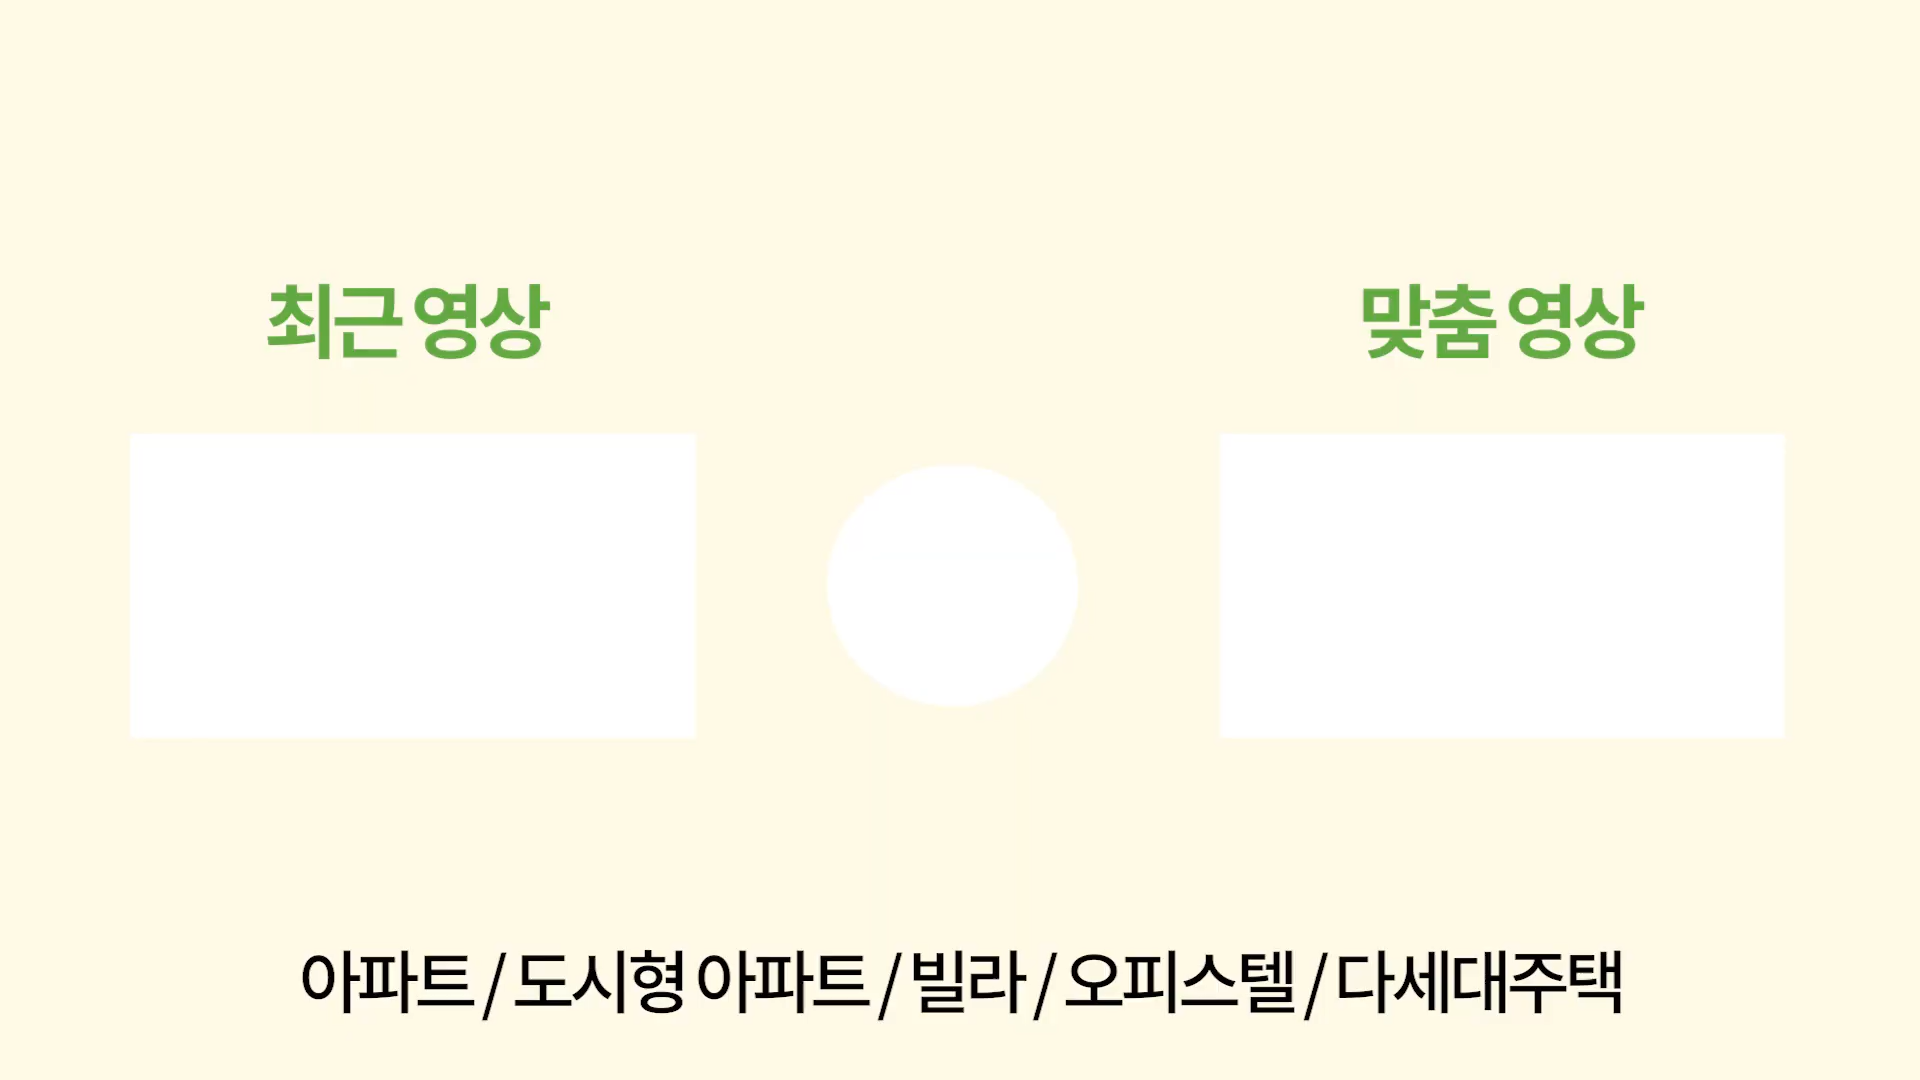 최근 영상
맞춤 영상
아파트 / 도시형 아파트 / 빌라 / 오피스텔 / 다세대주택